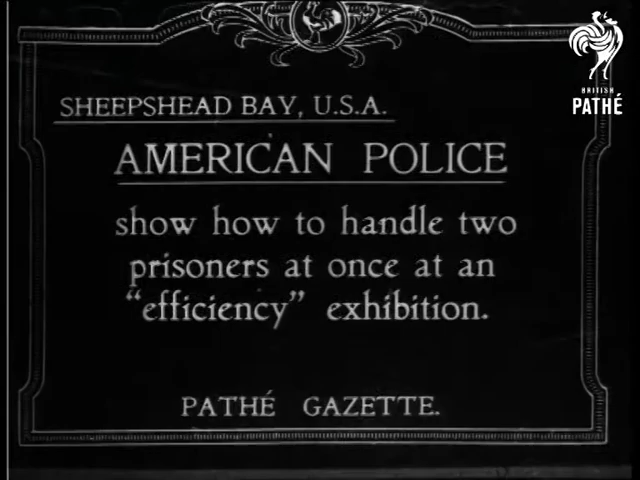 BRITISH
PATHÉ
SHEEPSHEAD BAY, U.S.A.
AMERICAN POLICE
show how to handle two
prisoners at once at an
"efficiency" exhibition.
PATHÉ GAZETTE.